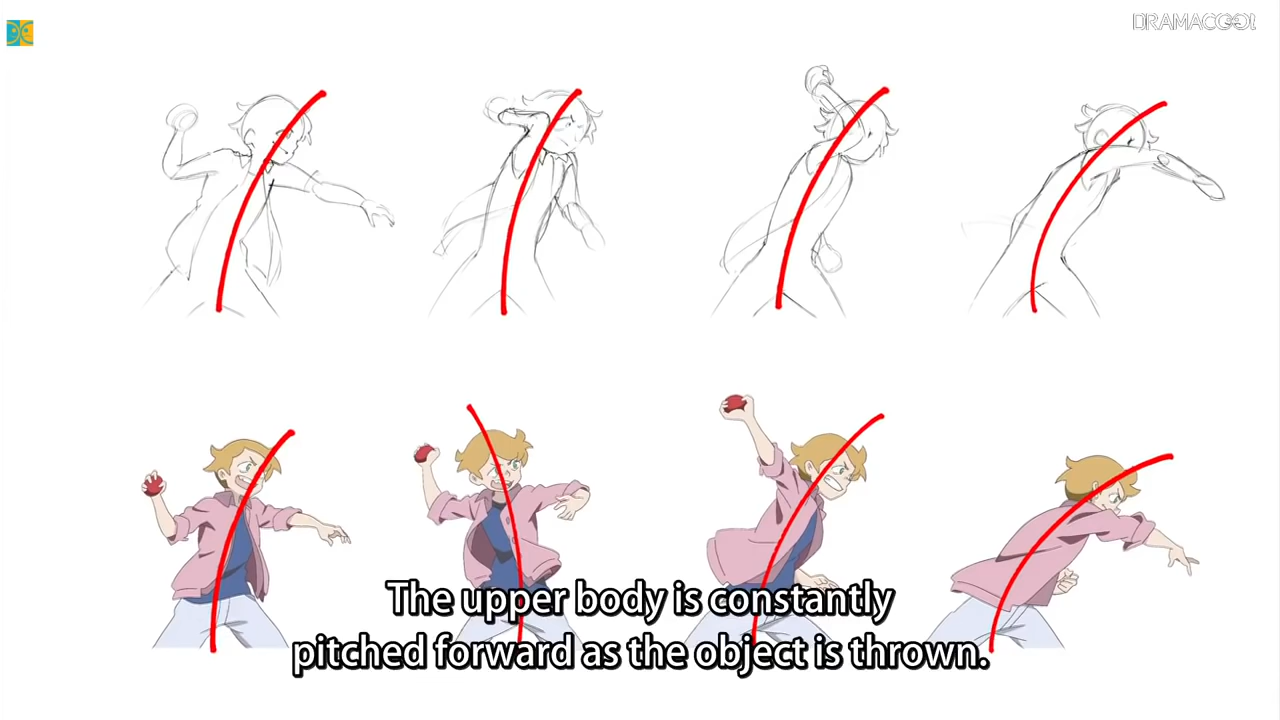 DRAMACOOL
The upper body is constantly
pitched forward as the object is thrown.